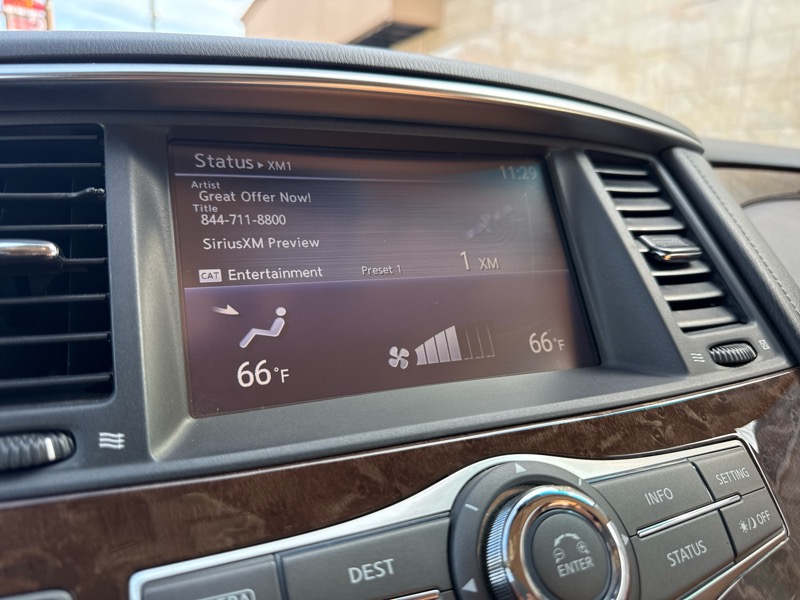 Status ▸ XM1
11:29
Artist
Great Offer Now!
Title
844-711-8800
SiriusXM Preview
CAT Entertainment
Preset 1
1 XM
66°F
66°F
INFO
SETTING
DEST
ENTER
STATUS
OFF